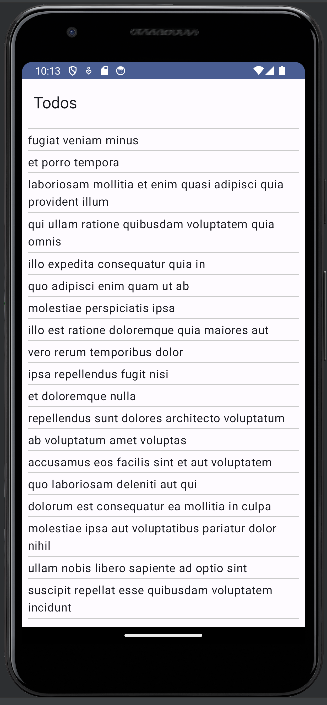 10:13
Todos
fugiat veniam minus
et porro tempora
laboriosam mollitia et enim quasi adipisci quia
provident illum
qui ullam ratione quibusdam voluptatem quia
omnis
illo expedita consequatur quia in
quo adipisci enim quam ut ab
molestiae perspiciatis ipsa
illo est ratione doloremque quia maiores aut
vero rerum temporibus dolor
ipsa repellendus fugit nisi
et doloremque nulla
repellendus sunt dolores architecto voluptatum
ab voluptatum amet voluptas
accusamus eos facilis sint et aut voluptatem
quo laboriosam deleniti aut qui
dolorum est consequatur ea mollitia in culpa
molestiae ipsa aut voluptatibus pariatur dolor
nihil
ullam nobis libero sapiente ad optio sint
suscipit repellat esse quibusdam voluptatem
incidunt